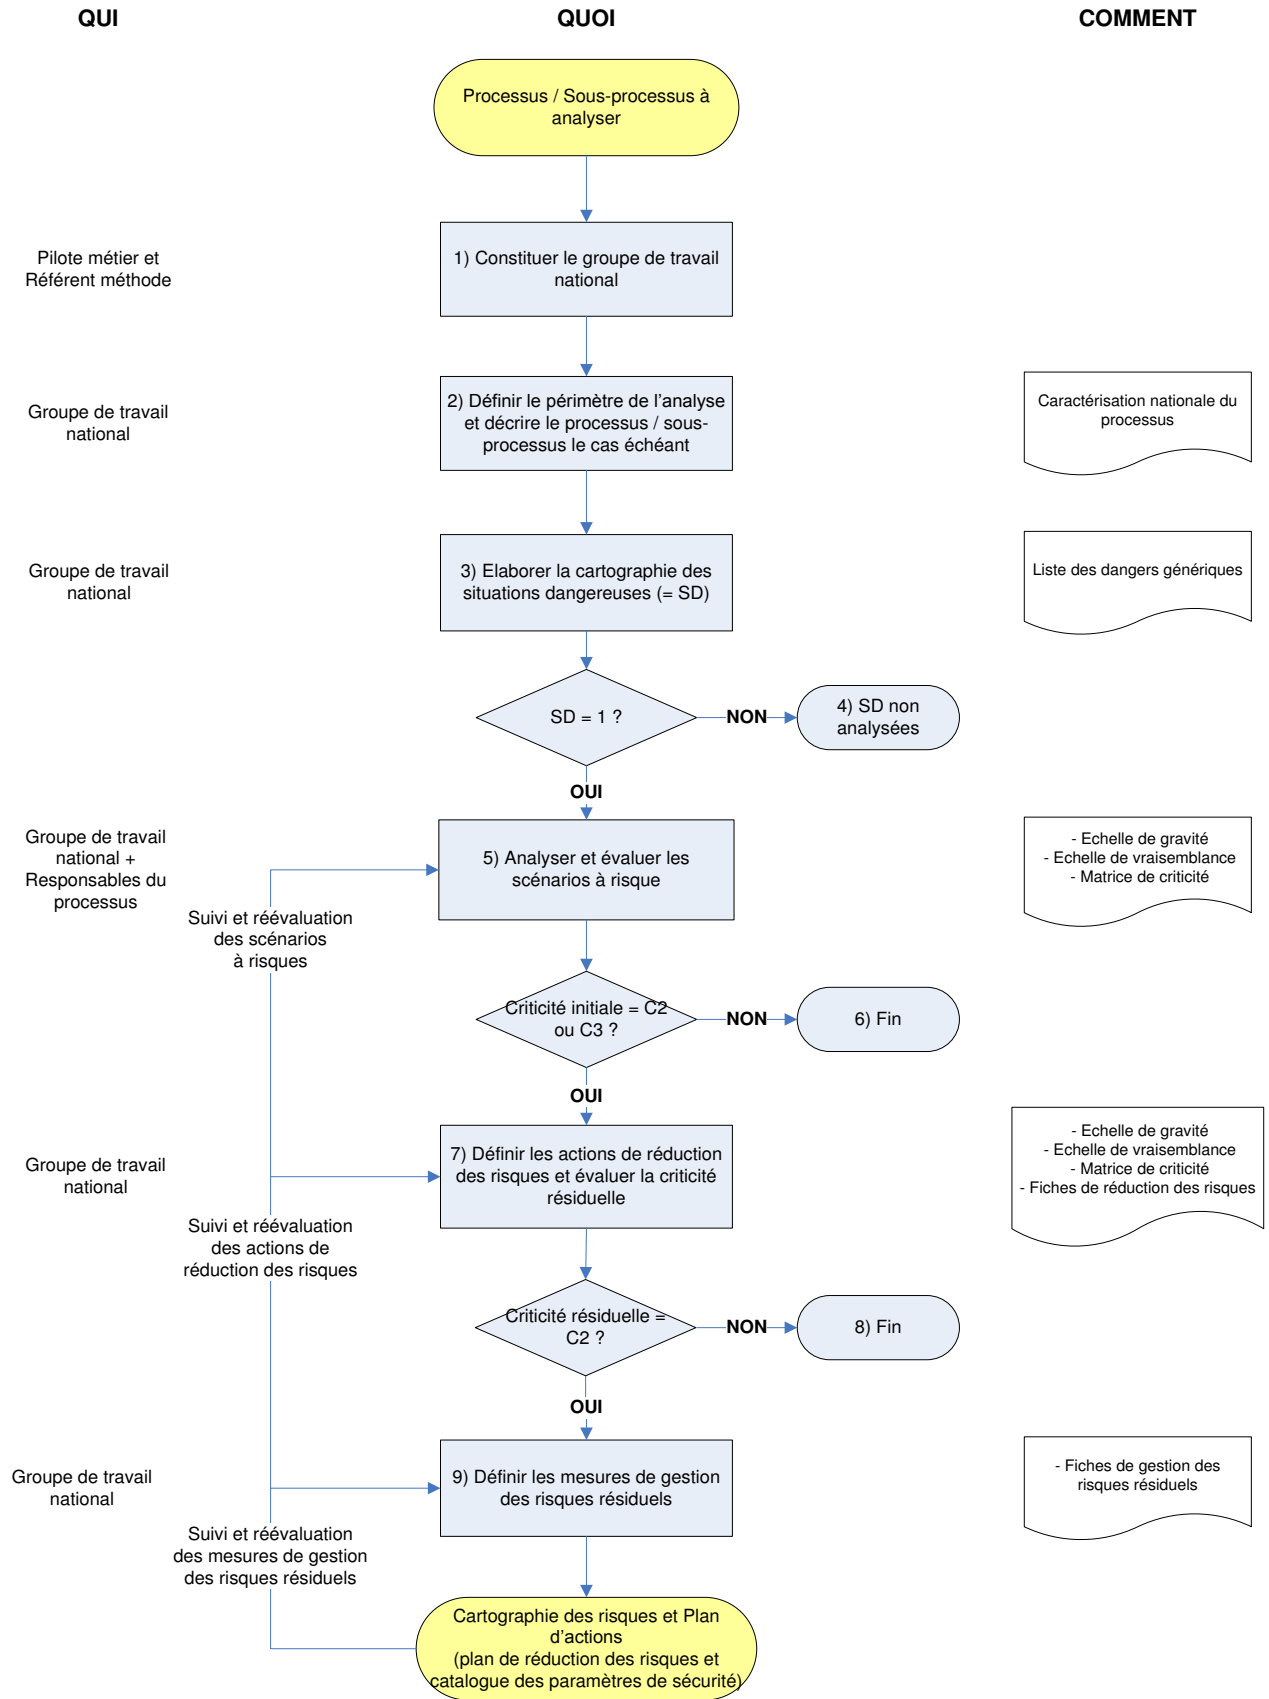 QUI
QUOI
COMMENT
Processus / Sous-processus à
analyser
Pilote métier et
Référent méthode
1) Constituer le groupe de travail
national
Groupe de travail
national
2) Définir le périmètre de l'analyse
et décrire le processus / sous-
processus le cas échéant
Caractérisation nationale du
processus
Groupe de travail
national
3) Elaborer la cartographie des
situations dangereuses (= SD)
Liste des dangers génériques
SD = 1 ?
NON
4) SD non
analysées
OUI
Groupe de travail
national +
Responsables du
processus
5) Analyser et évaluer les
scénarios à risque
- Echelle de gravité
- Echelle de vraisemblance
- Matrice de criticité
Suivi et réévaluation
des scénarios
à risques
Criticité initiale = C2
ou C3 ?
NON
6) Fin
OUI
Groupe de travail
national
7) Définir les actions de réduction
des risques et évaluer la criticité
résiduelle
- Echelle de gravité
- Echelle de vraisemblance
- Matrice de criticité
- Fiches de réduction des risques
Suivi et réévaluation
des actions de
réduction des risques
Criticité résiduelle =
C2 ?
NON
8) Fin
OUI
Groupe de travail
national
9) Définir les mesures de gestion
des risques résiduels
- Fiches de gestion des
risques résiduels
Suivi et réévaluation
des mesures de gestion
des risques résiduels
Cartographie des risques et Plan
d'actions
(plan de réduction des risques et
catalogue des paramètres de sécurité)